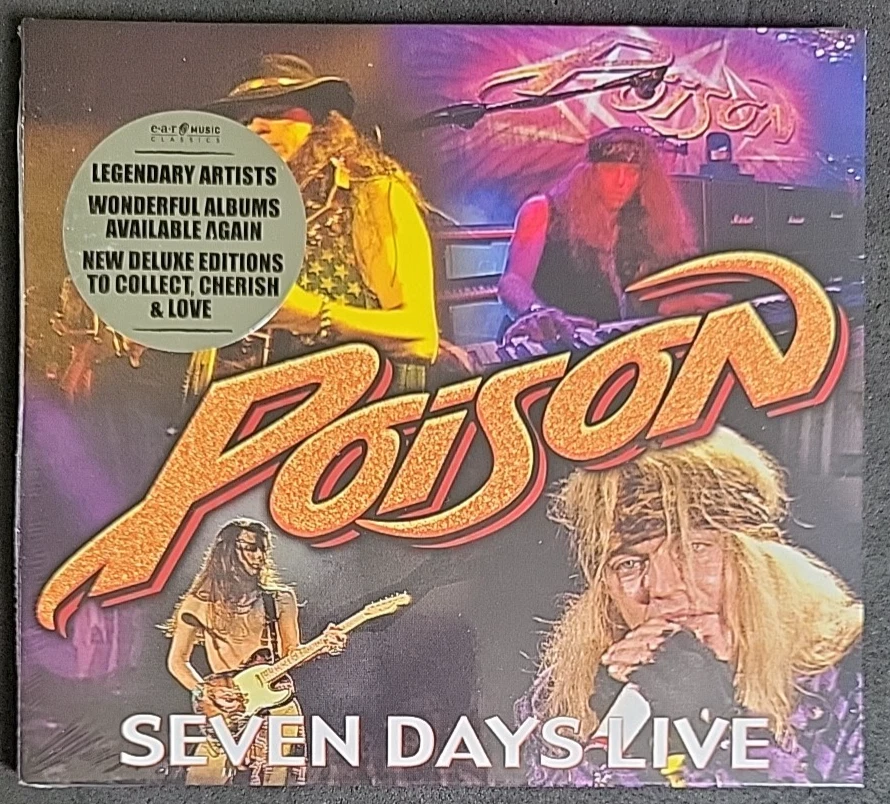 e·a·r MUSIC
CLASSICS
LEGENDARY ARTISTS
WONDERFUL ALBUMS
AVAILABLE AGAIN
NEW DELUXE EDITIONS
TO COLLECT, CHERISH
& LOVE
POISON
POISON
SEVEN DAYS LIVE